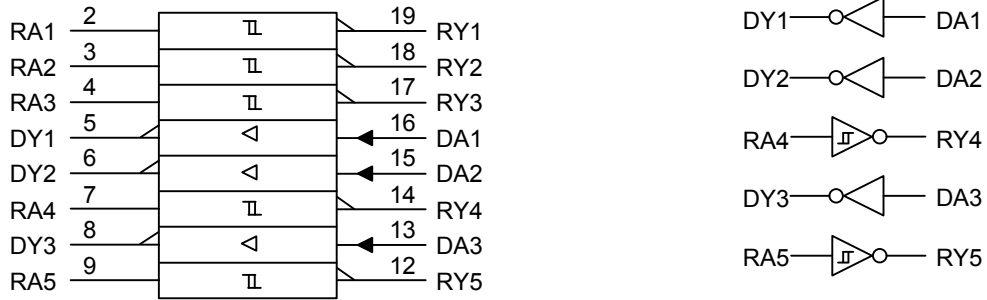 RA1 2 19 RY1 DY1 DA1
RA2 3 18 RY2
RA3 4 17 RY3 DY2 DA2
DY1 5 16 DA1 RA4 RY4
DY2 6 15 DA2
RA4 7 14 RY4 DY3 DA3
DY3 8 13 DA3
RA5 9 12 RY5 RA5 RY5